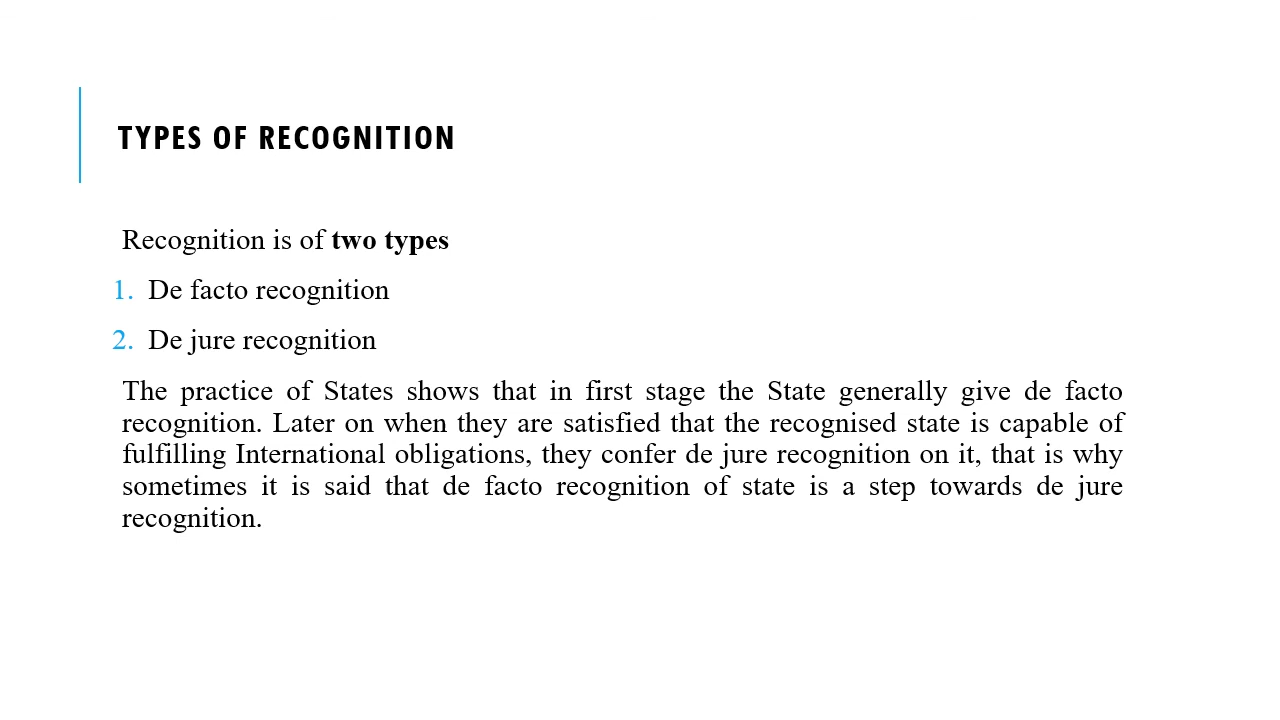 TYPES OF RECOGNITION
Recognition is of two types
1. De facto recognition
2. De jure recognition
The practice of States shows that in first stage the State generally give de facto
recognition. Later on when they are satisfied that the recognised state is capable of
fulfilling International obligations, they confer de jure recognition on it, that is why
sometimes it is said that de facto recognition of state is a step towards de jure
recognition.